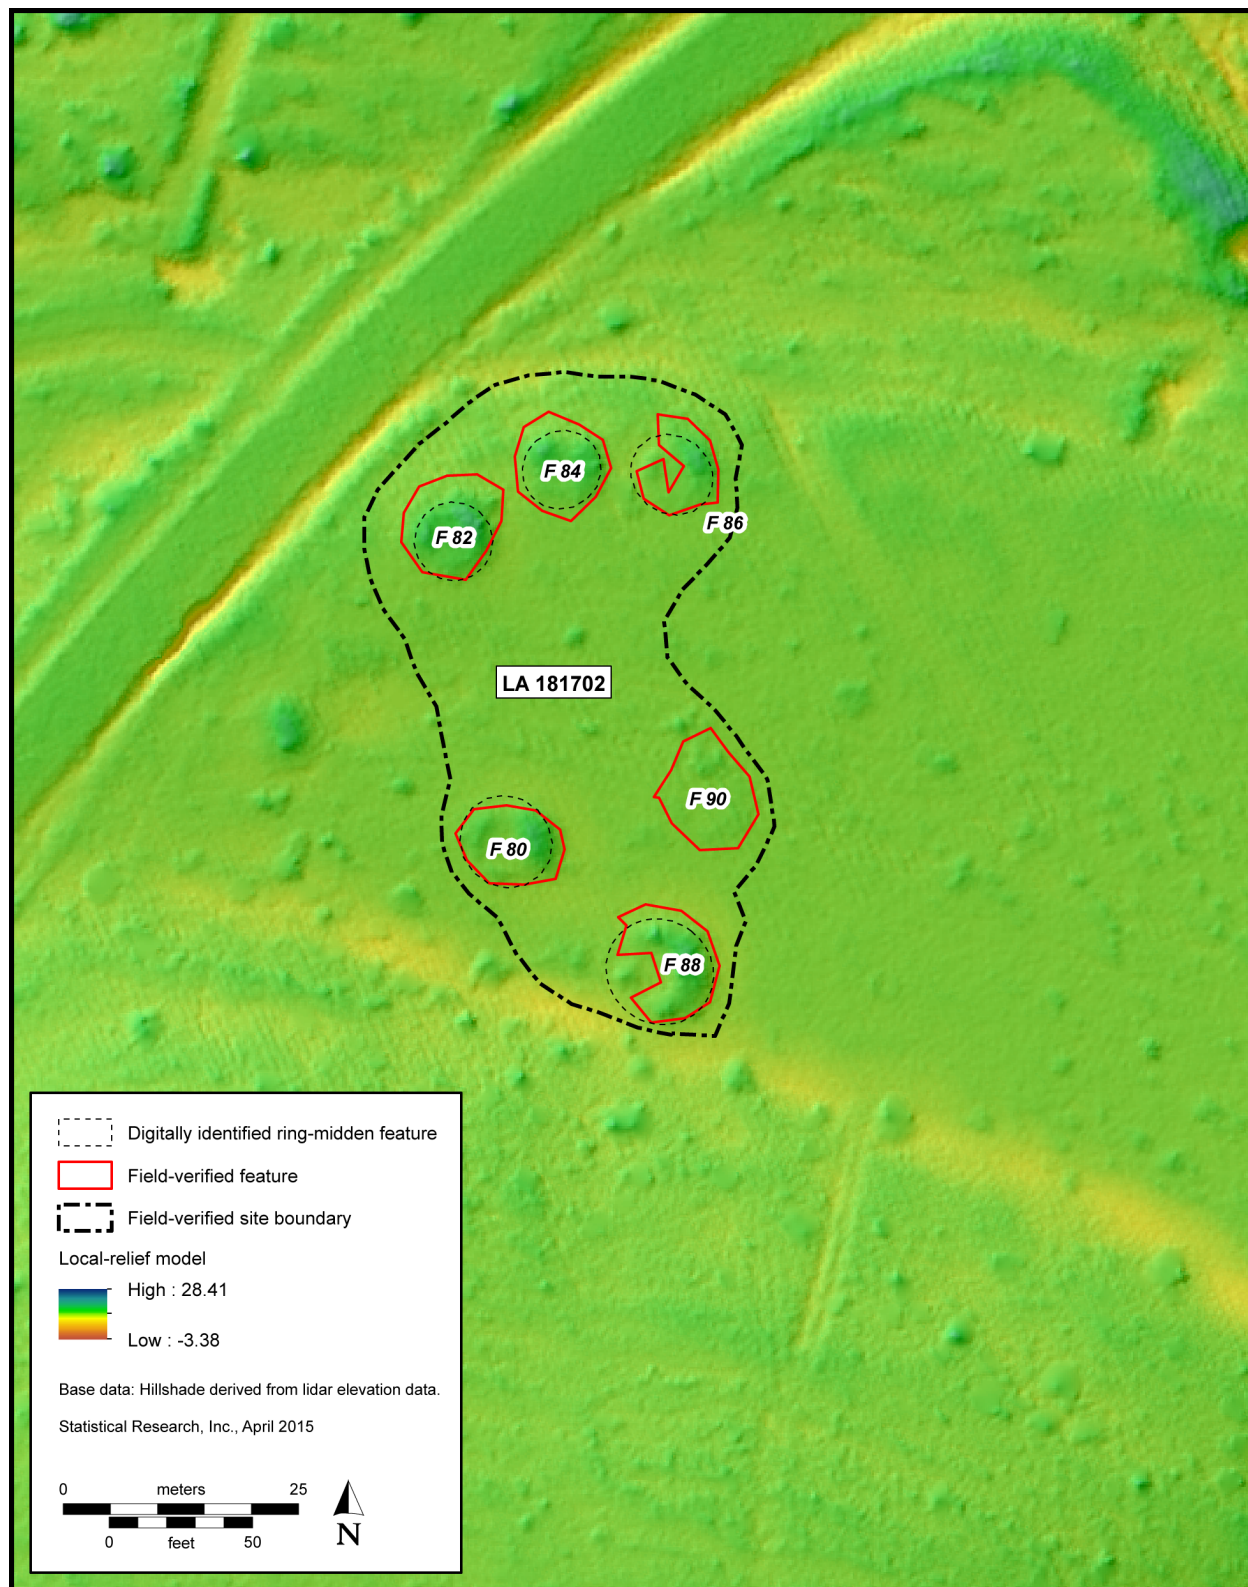 F 84
F 86
F 82
LA 181702
F 90
F 80
F 88
Digitally identified ring-midden feature
Field-verified feature
Field-verified site boundary
Local-relief model
High : 28.41
Low : -3.38
Base data: Hillshade derived from lidar elevation data.
Statistical Research, Inc., April 2015
0 meters 25
0 feet 50
N